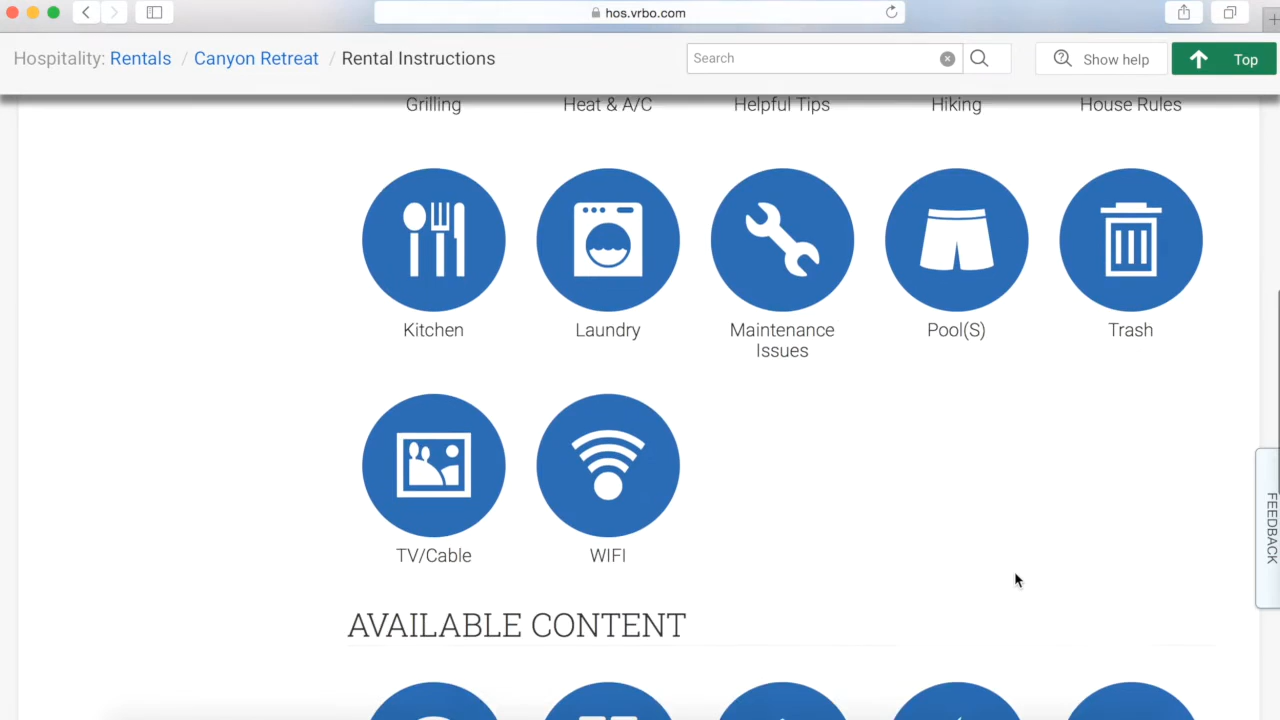 hos.vrbo.com
Hospitality: Rentals / Canyon Retreat / Rental Instructions
Search
Show help
Top
Grilling
Heat & A/C
Helpful Tips
Hiking
House Rules
Kitchen
Laundry
Maintenance
Issues
Pool(S)
Trash
TV/Cable
WIFI
FEEDBACK
AVAILABLE CONTENT